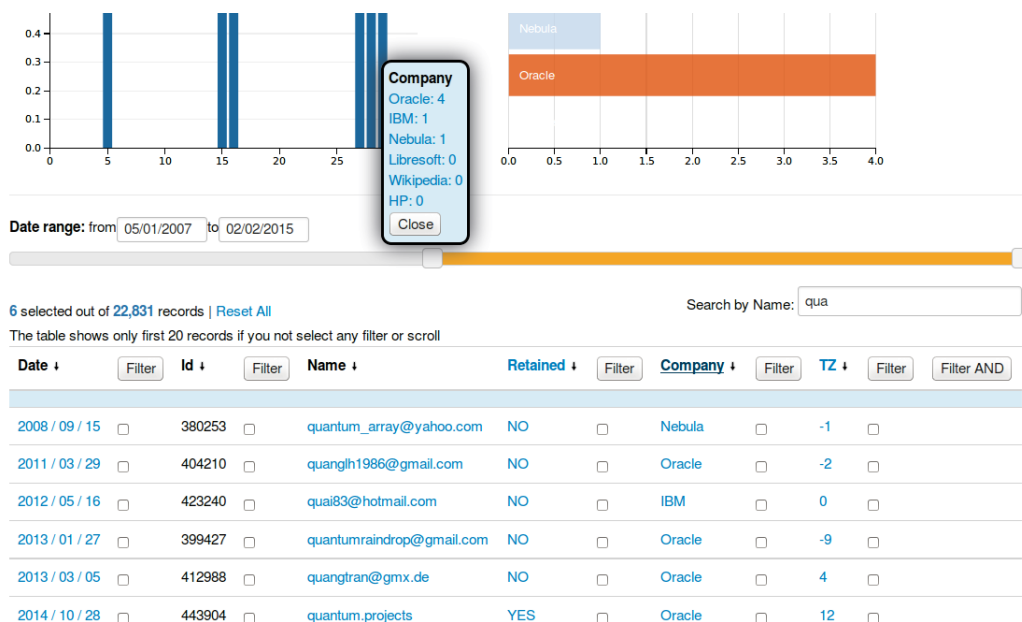 0.4
0.3
0.2
0.1
0.0
0 5 10 15 20 25
Nebula
Oracle
0.0 0.5 1.0 1.5 2.0 2.5 3.0 3.5 4.0
Company
Oracle: 4
IBM: 1
Nebula: 1
Libresoft: 0
Wikipedia: 0
HP: 0
Close
Date range: from 05/01/2007 to 02/02/2015
6 selected out of 22,831 records | Reset All
Search by Name: qua
The table shows only first 20 records if you not select any filter or scroll
Date ↓ Filter Id ↓ Filter Name ↓ Retained ↓ Filter Company ↓ Filter TZ ↓ Filter Filter AND
2008 / 09 / 15 380253 quantum_array@yahoo.com NO Nebula -1
2011 / 03 / 29 404210 quanglh1986@gmail.com NO Oracle -2
2012 / 05 / 16 423240 quai83@hotmail.com NO IBM 0
2013 / 01 / 27 399427 quantumraindrop@gmail.com NO Oracle -9
2013 / 03 / 05 412988 quangtran@gmx.de NO Oracle 4
2014 / 10 / 28 443904 quantum.projects YES Oracle 12